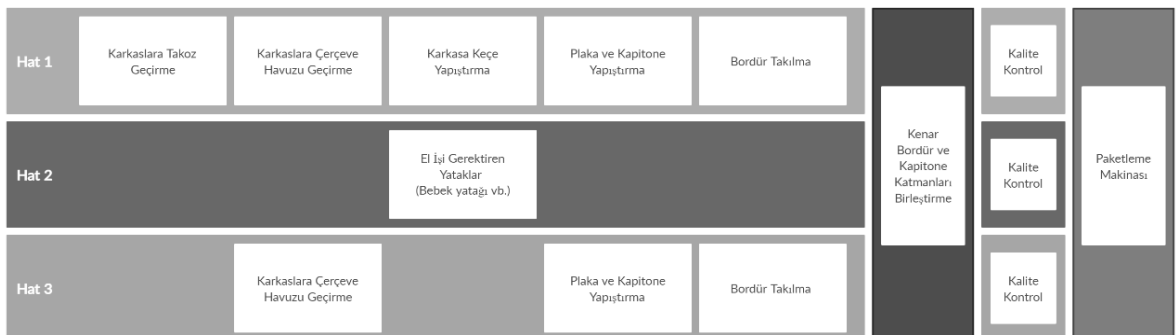 Hat 1
Karkaslara Takoz
Geçirme
Karkaslara Çerçeve
Havuzu Geçirme
Karkasa Keçe
Yapıştırma
Plaka ve Kapitone
Yapıştırma
Bordür Takılma
Hat 2
El İşi Gerektiren
Yataklar
(Bebek yatağı vb.)
Hat 3
Karkaslara Çerçeve
Havuzu Geçirme
Plaka ve Kapitone
Yapıştırma
Bordür Takılma
Kenar
Bordür ve
Kapitone
Katmanları
Birleştirme
Kalite
Kontrol
Kalite
Kontrol
Kalite
Kontrol
Paketleme
Makinası